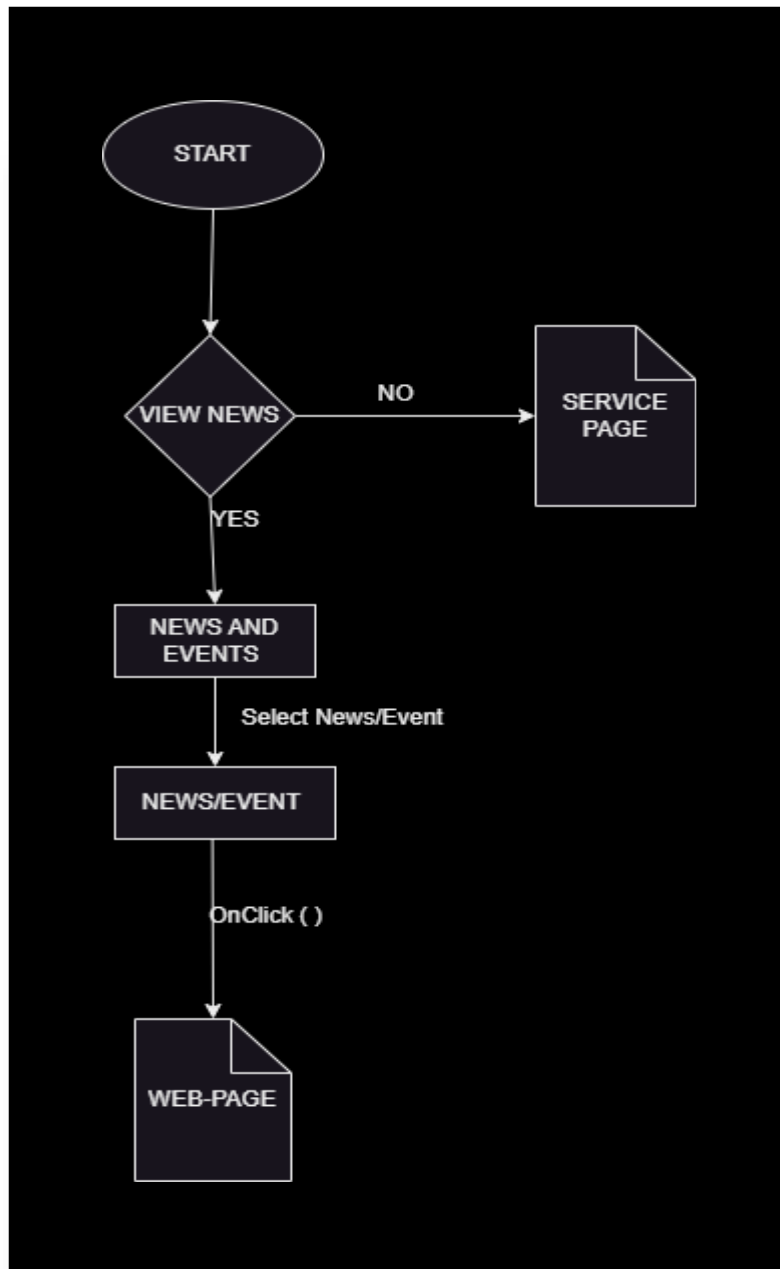 START
VIEW NEWS
NO
SERVICE
PAGE
YES
NEWS AND
EVENTS
Select News/Event
NEWS/EVENT
OnClick ( )
WEB-PAGE